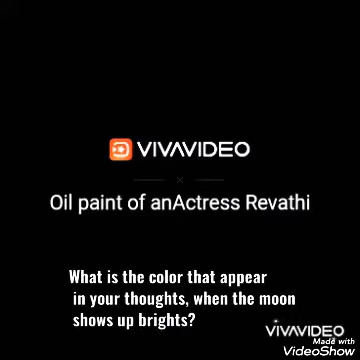 VIVAVIDEO
Oil paint of anActress Revathi
What is the color that appear
in your thoughts, when the moon
shows up brights?
VIVAVIDEO
Made with
VideoShow